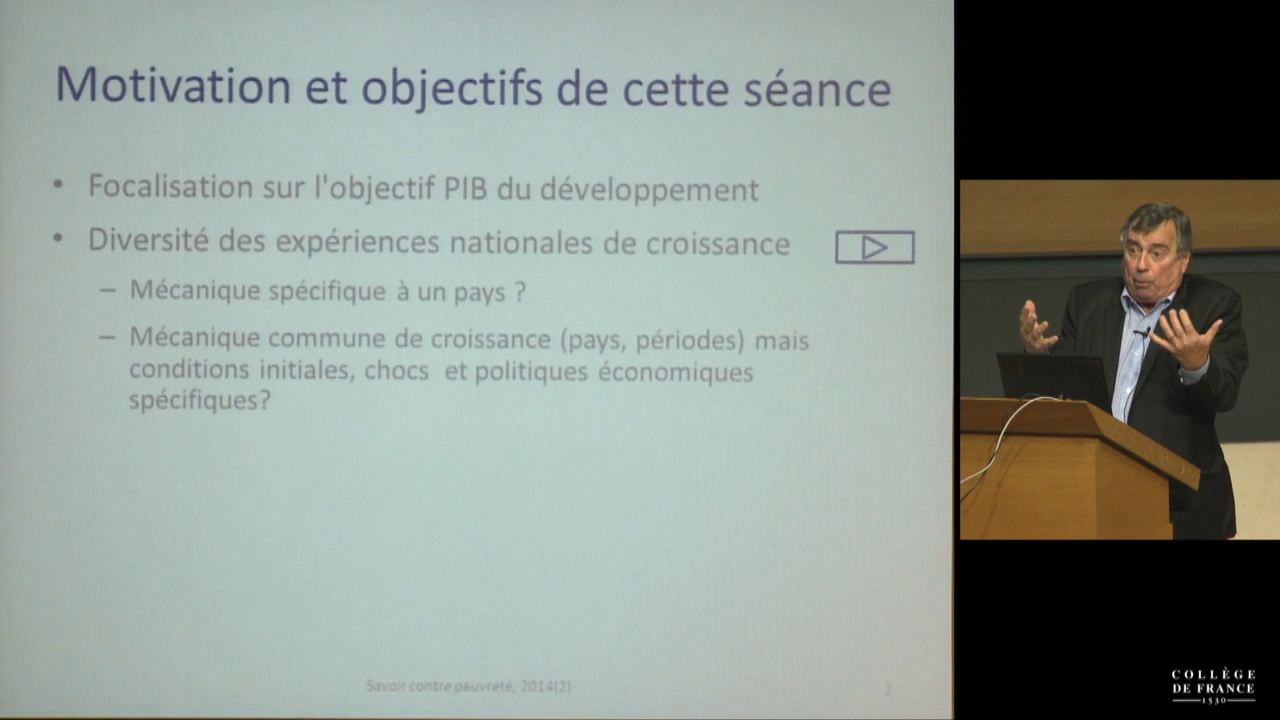 Motivation et objectifs de cette séance
• Focalisation sur l'objectif PIB du développement
• Diversité des expériences nationales de croissance
– Mécanique spécifique à un pays ?
– Mécanique commune de croissance (pays, périodes) mais
conditions initiales, chocs et politiques économiques
spécifiques?
Savoir contre pauvreté, 2014(2)
2
COLLÈGE
DE FRANCE
1530